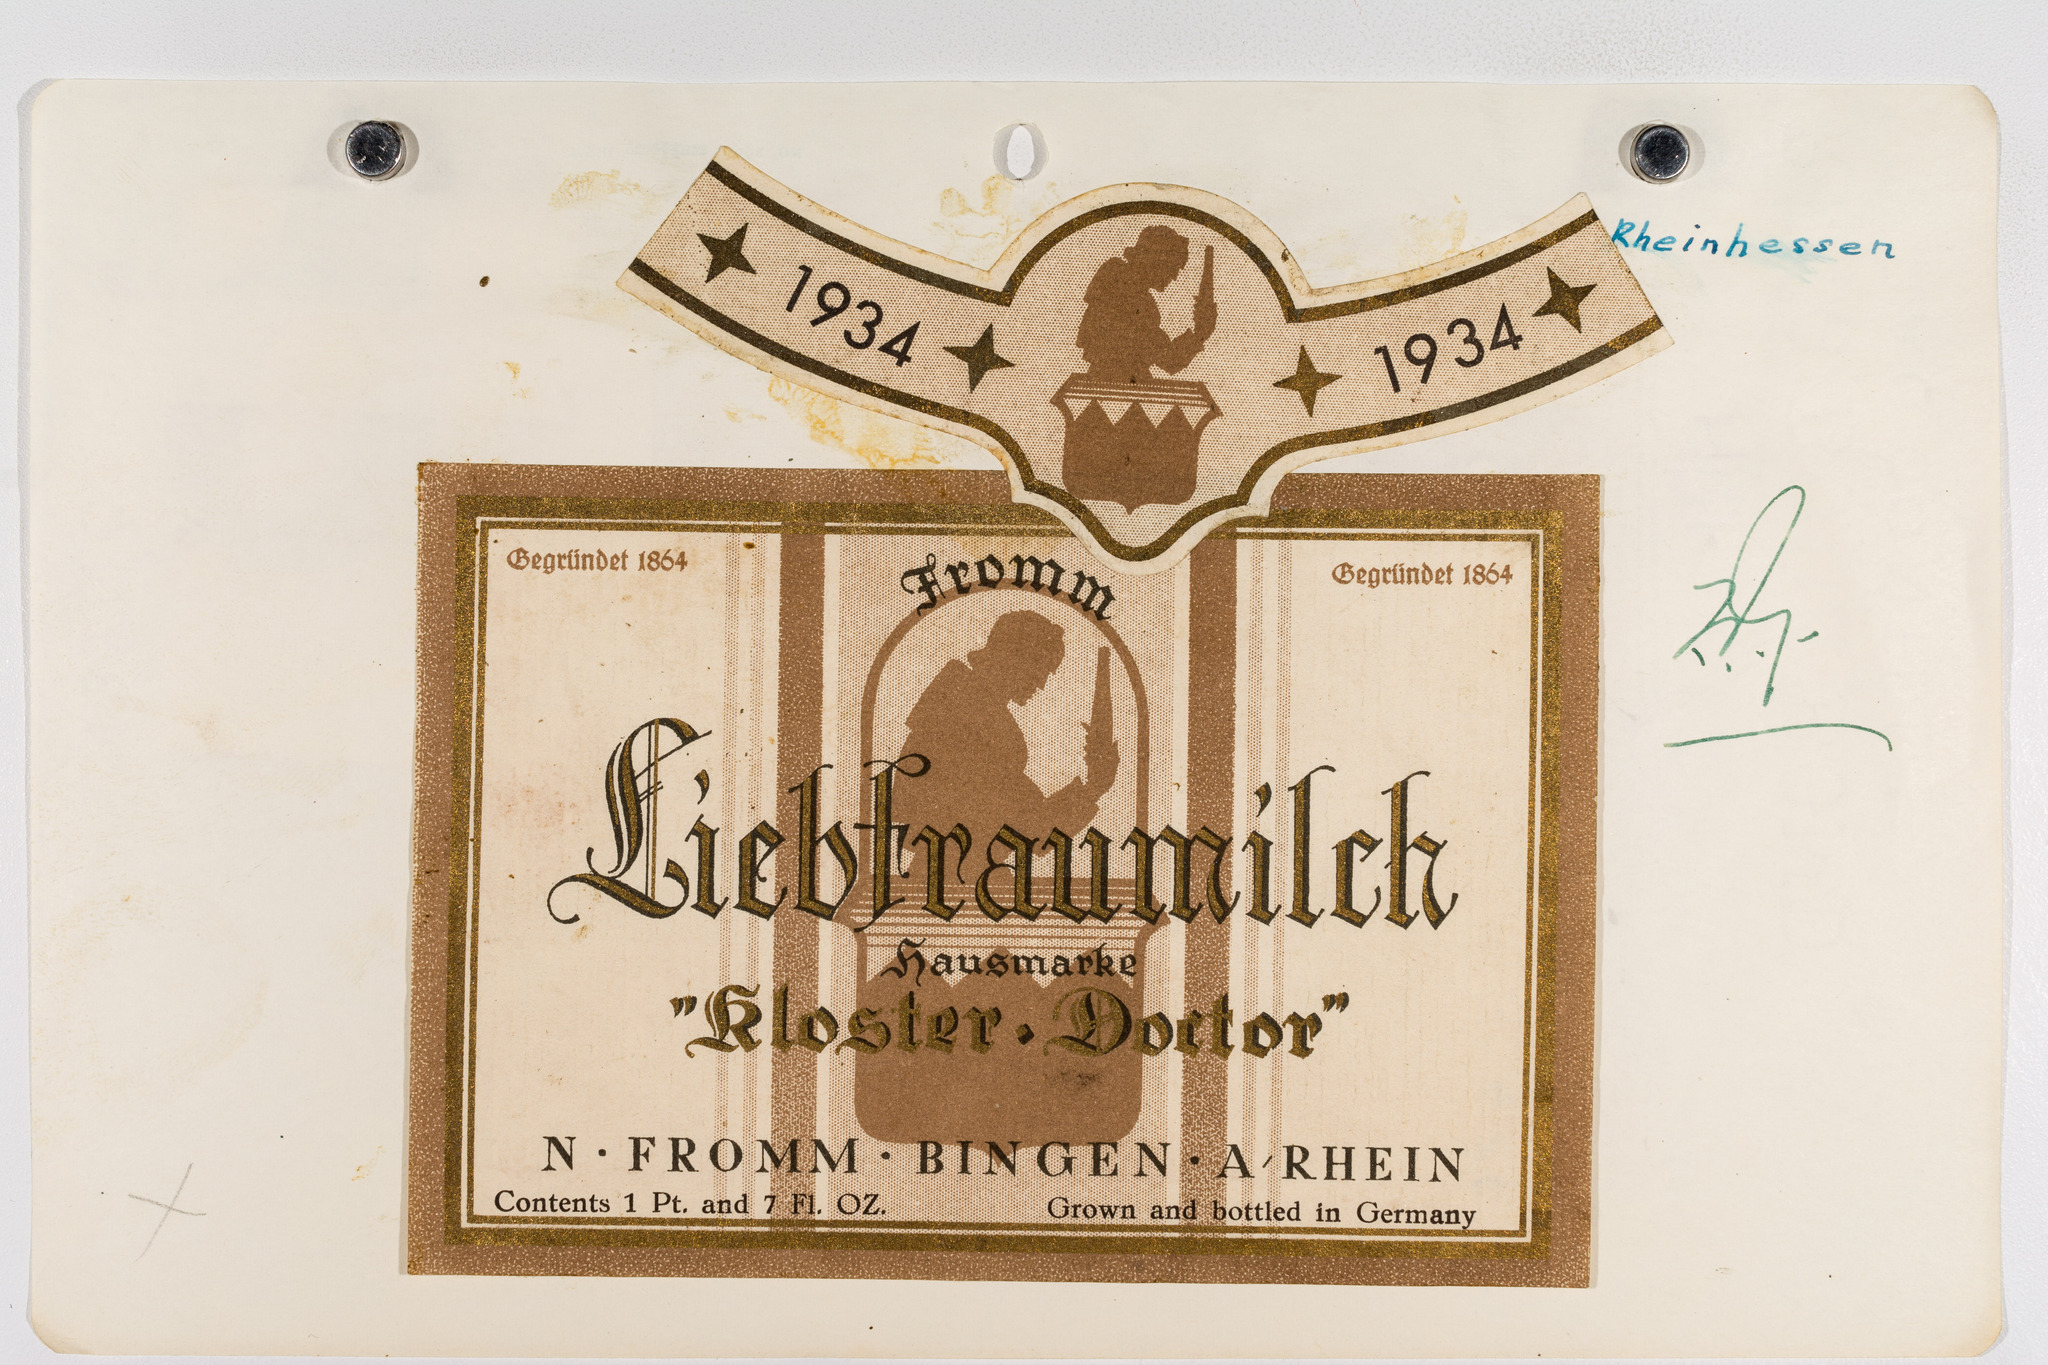 Rheinhessen
1934
1934
Gegründet 1864
Gegründet 1864
Fromm
Liebfraumilch
Hausmarke
"Kloster · Doctor"
N · FROMM · BINGEN · A/RHEIN
Contents 1 Pt. and 7 Fl. OZ.
Grown and bottled in Germany